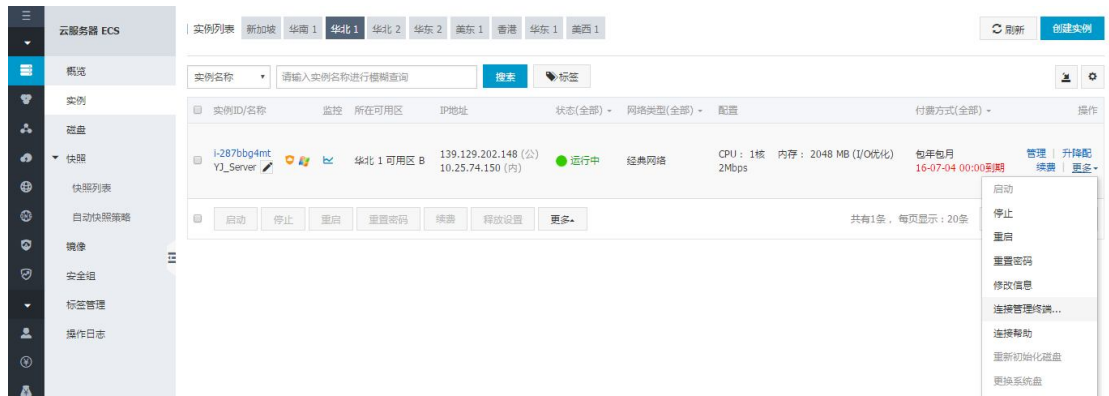 云服务器 ECS
概览
实例
磁盘
快照
快照列表
自动快照策略
镜像
安全组
标签管理
操作日志
实例列表 新加坡 华南 1 华北 1 华北 2 华东 2 美东 1 香港 华东 1 美西 1 刷新 创建实例
实例名称 请输入实例名称进行模糊查询 搜索 标签
实例ID/名称 监控 所在可用区 IP地址 状态(全部) 网络类型(全部) 配置 付费方式(全部) 操作
i-287bbg4mt 华北 1 可用区 B 139.129.202.148 (公) 运行中 经典网络 CPU： 1核 内存： 2048 MB (I/O优化) 包年包月 管理 | 升降配
YJ_Server 10.25.74.150 (内) 2Mbps 16-07-04 00:00到期 续费 | 更多
启动 停止 重启 重置密码 续费 释放设置 更多 共有1条， 每页显示：20条
启动
停止
重启
重置密码
修改信息
连接管理终端...
连接帮助
重新初始化磁盘
更换系统盘